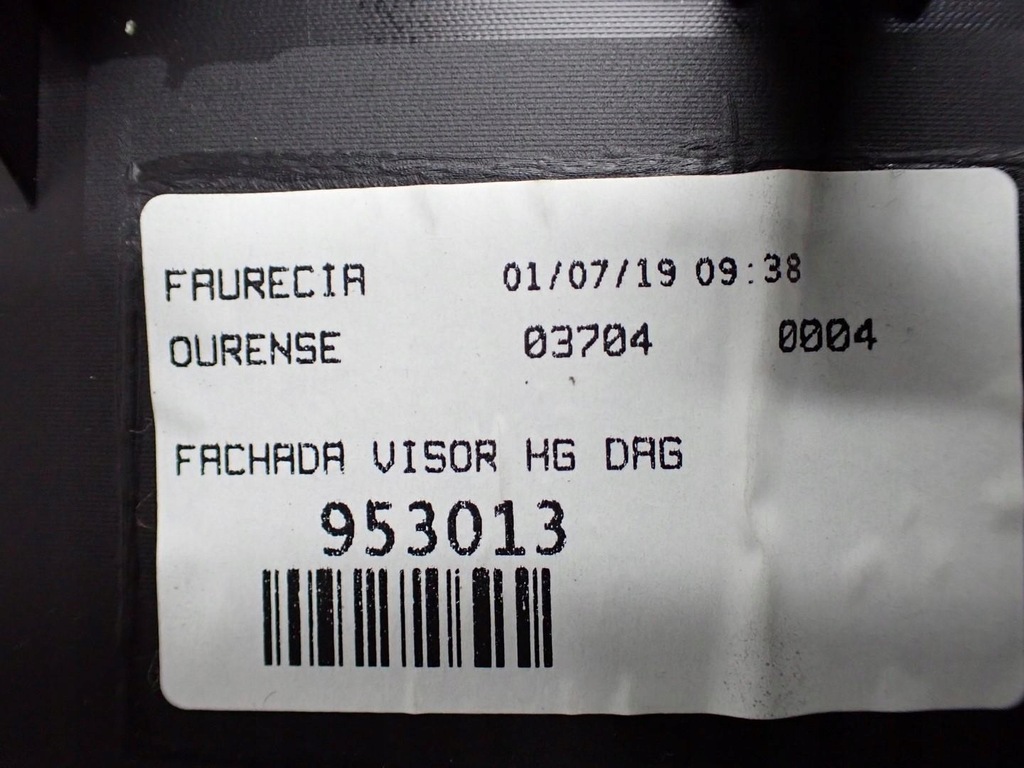 FAURECIA 01/07/19 09:38
OURENSE 03704 0004
FACHADA VISOR HG DAG
953013